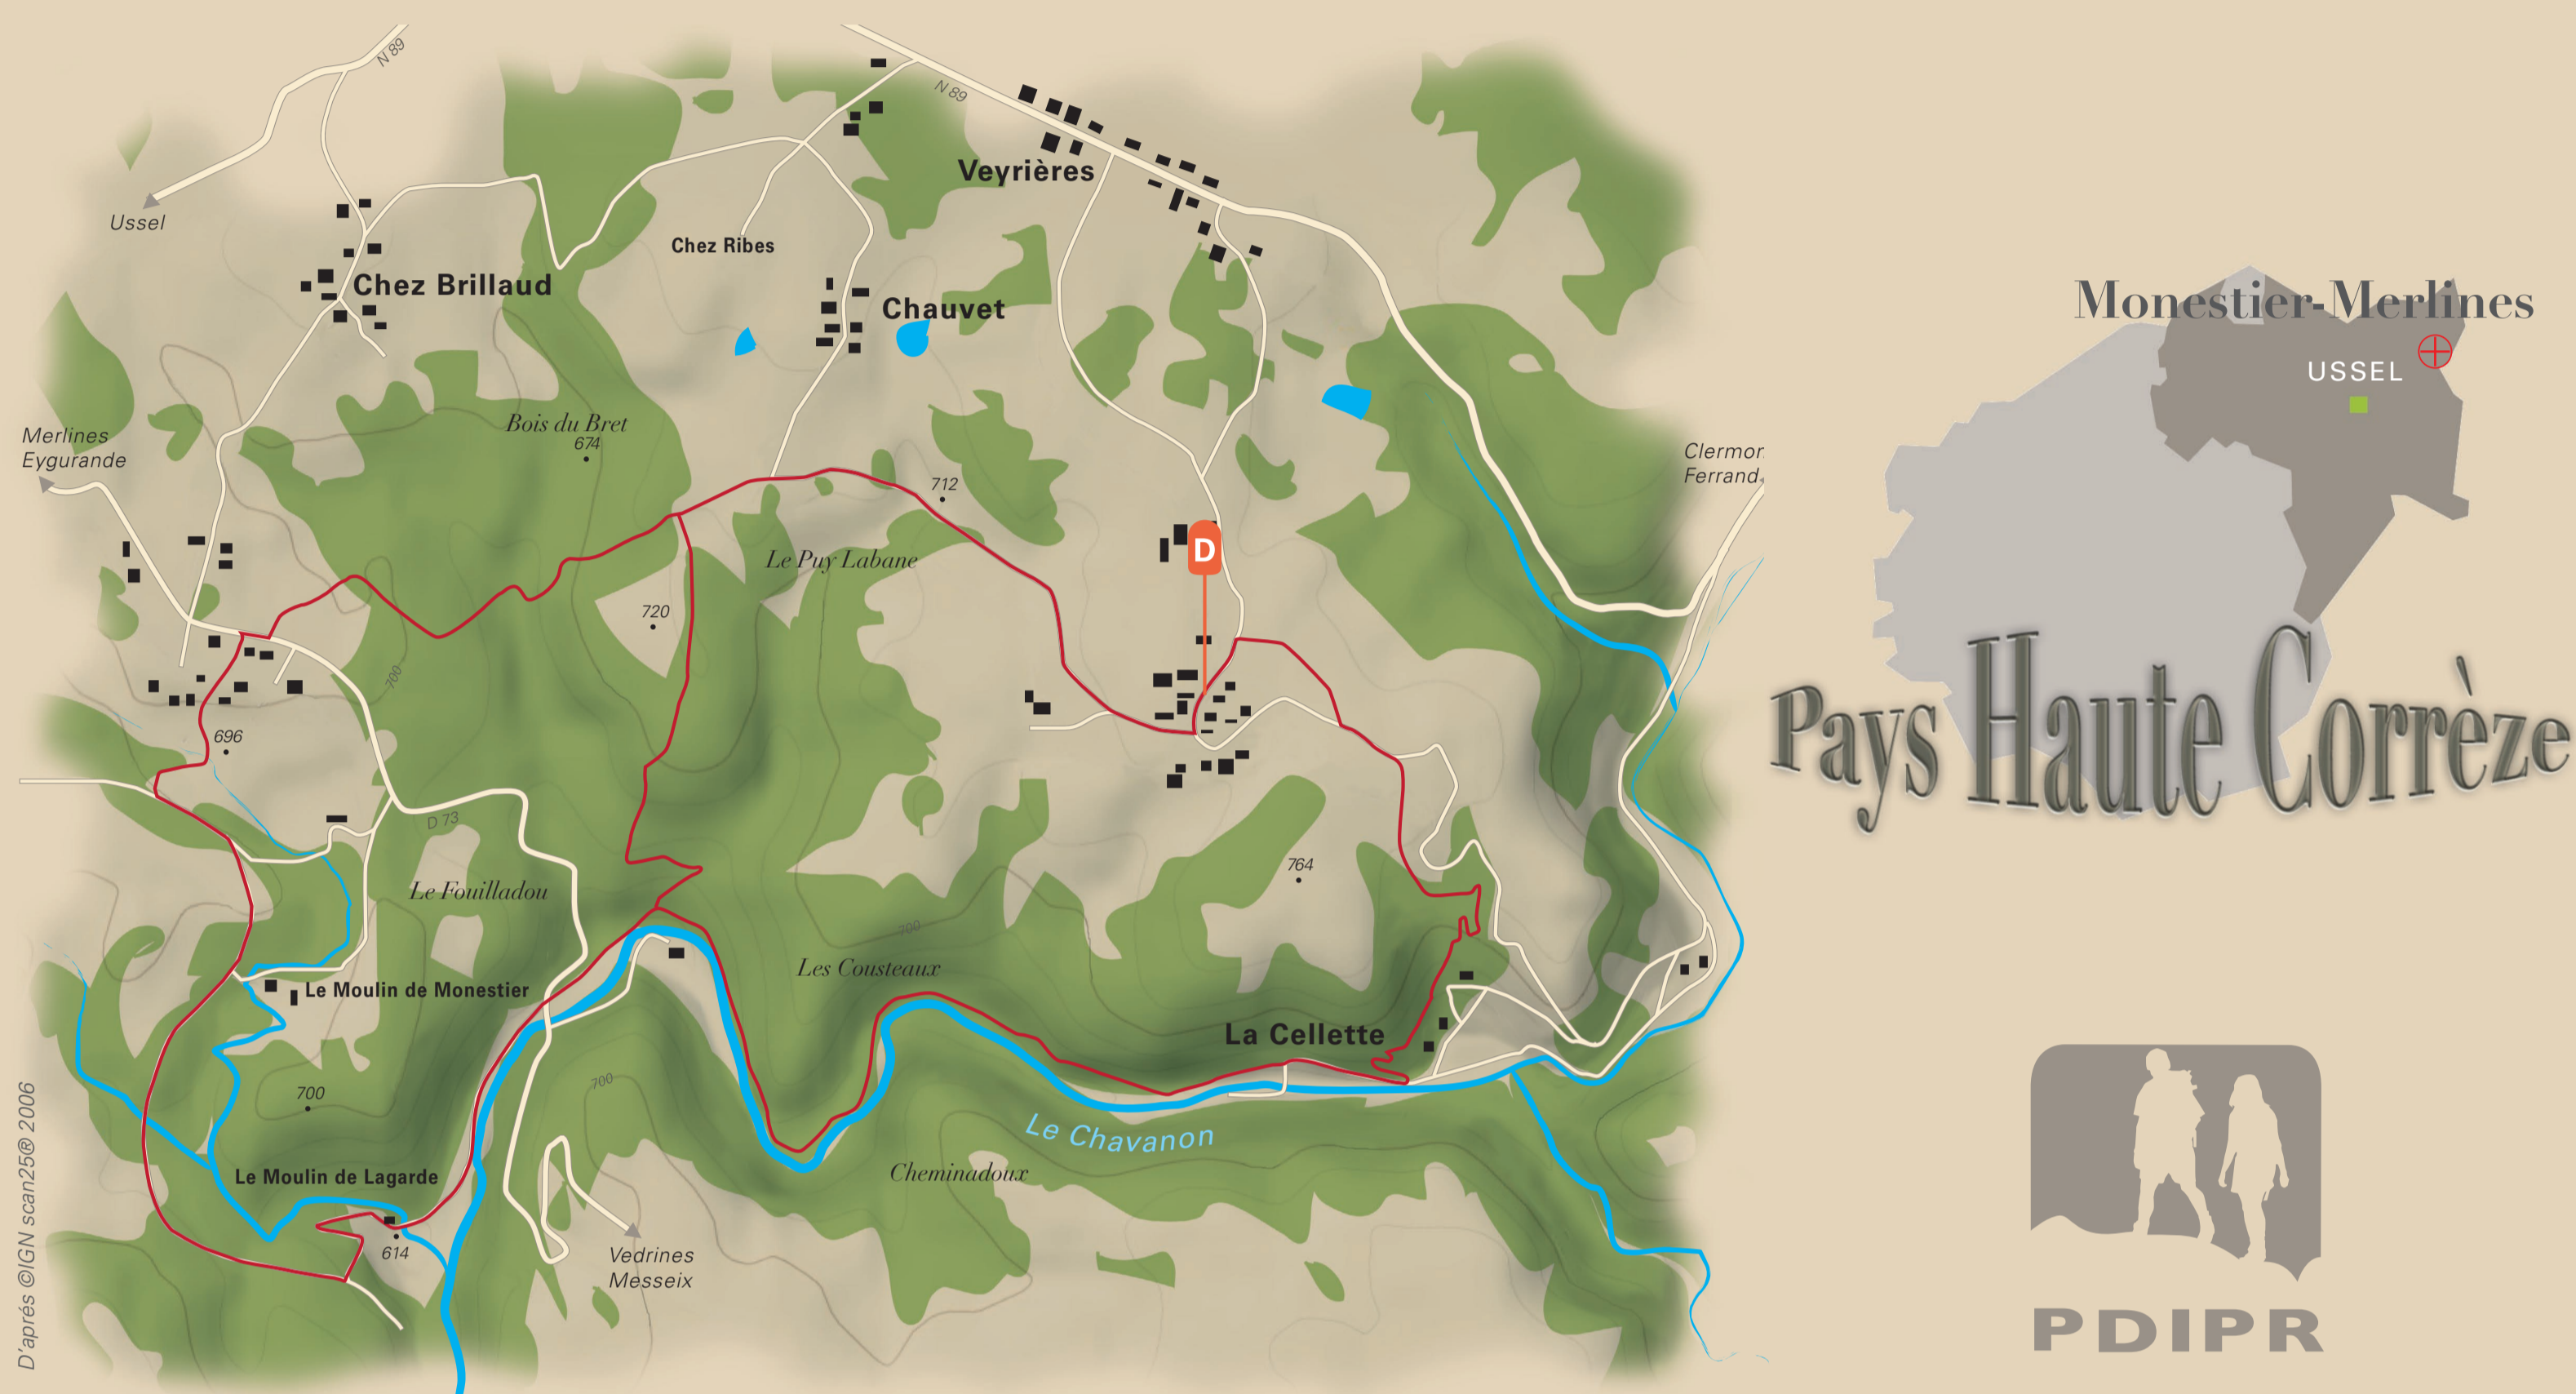 N 89
N 89
Veyrières
Ussel
Chez Ribes
Chez Brillaud
Chauvet
Monestier-Merlines
USSEL
Bois du Bret
674
Merlines
Eygurande
Clermon
Ferrand
712
D
Le Puy Labane
720
700
696
Pays Haute Corrèze
D 73
764
Le Fouilladou
700
Les Cousteaux
Le Moulin de Monestier
La Cellette
700
700
Le Chavanon
Le Moulin de Lagarde
Cheminadoux
614
Vedrines
Messeix
D'aprés ©IGN scan25® 2006
PDIPR